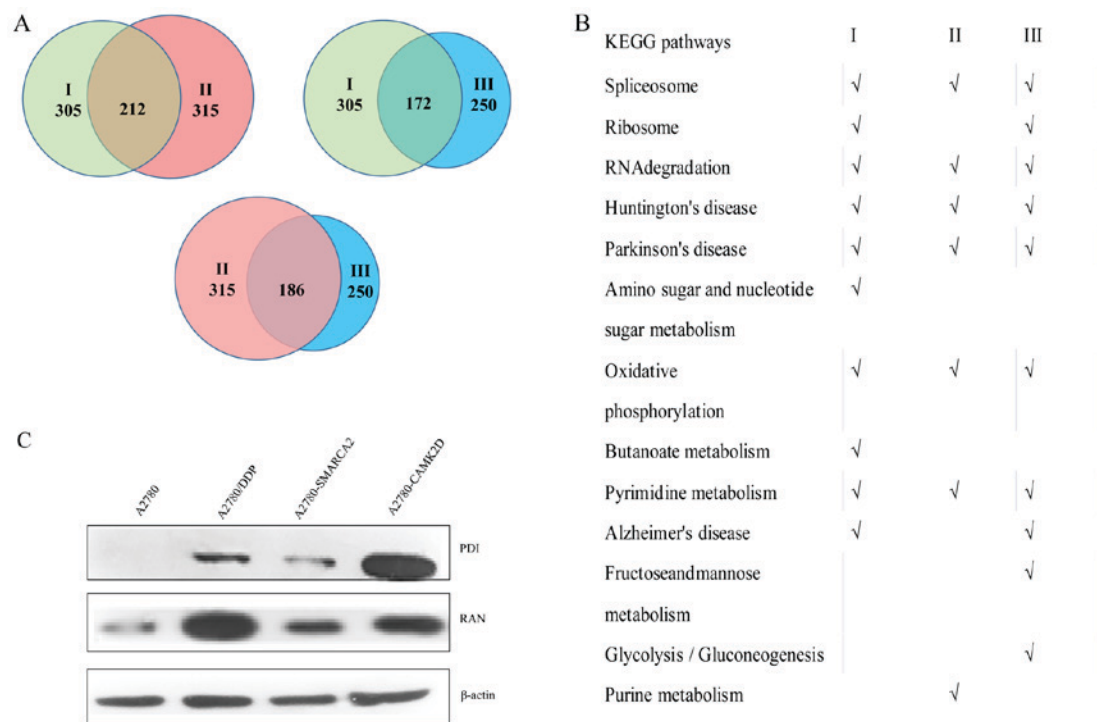 A
I
305
212
II
315
I
305
172
III
250
II
315
186
III
250
B
KEGG pathways I II III
Spliceosome √ √ √
Ribosome √ √
RNAdegradation √ √ √
Huntington's disease √ √ √
Parkinson's disease √ √ √
Amino sugar and nucleotide √
sugar metabolism
Oxidative √ √ √
phosphorylation
Butanoate metabolism √
Pyrimidine metabolism √ √ √
Alzheimer's disease √ √
Fructoseandmannose √
metabolism
Glycolysis / Gluconeogenesis √
Purine metabolism √
C
A2780
A2780/DDP
A2780-SMARCA2
A2780-CAMK2D
PDI
RAN
β-actin